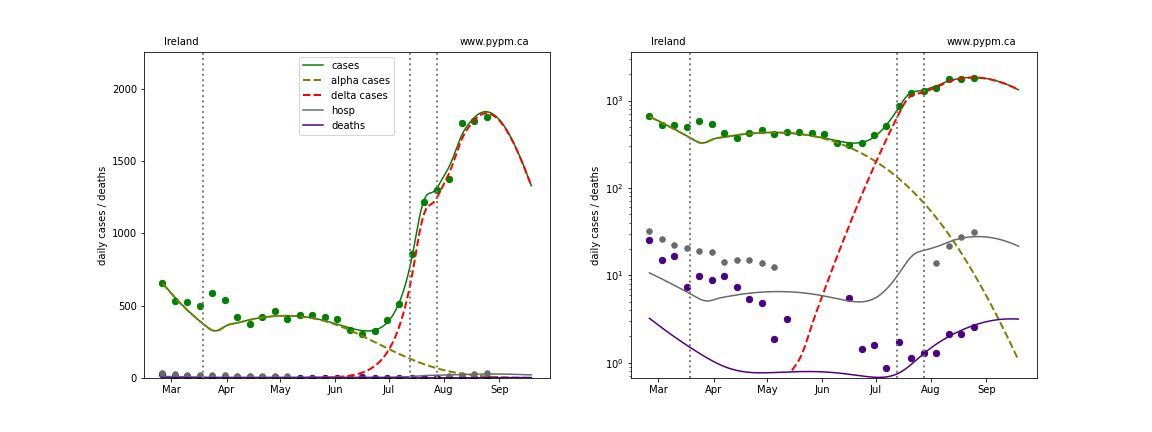 Ireland www.pypm.ca
cases
alpha cases
delta cases
hosp
deaths
daily cases / deaths
2000
1500
1000
500
0
Mar Apr May Jun Jul Aug Sep
Ireland www.pypm.ca
daily cases / deaths
10³
10²
10¹
10⁰
Mar Apr May Jun Jul Aug Sep